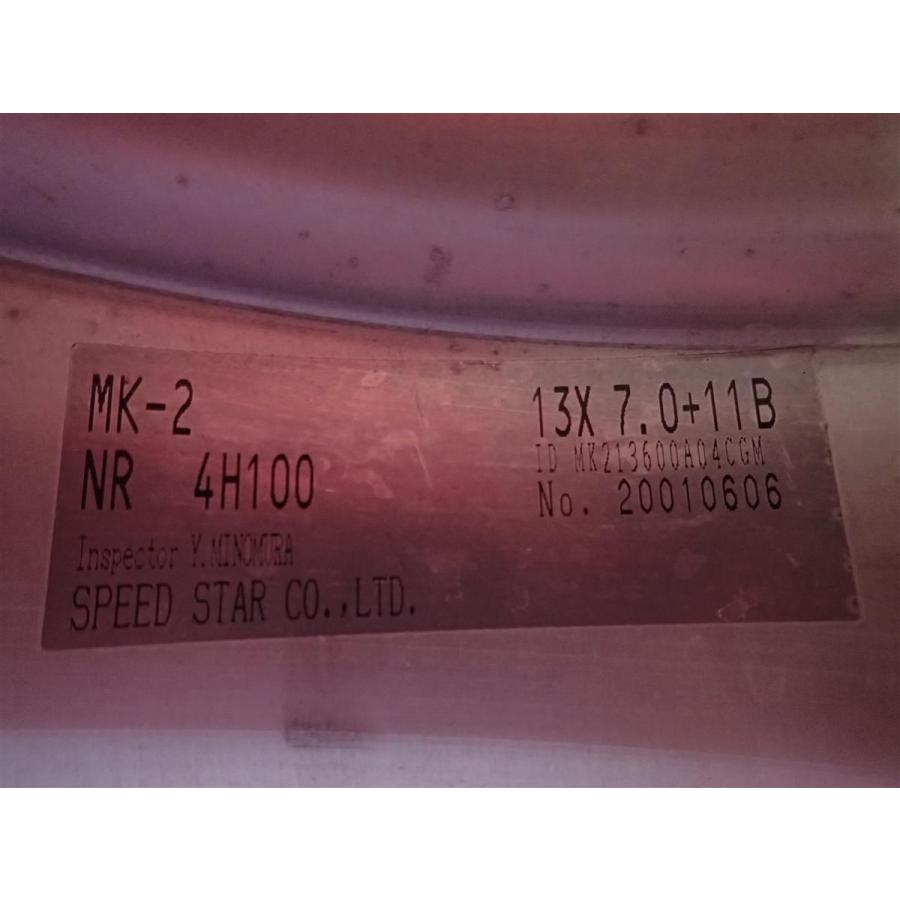 MK-2
NR 4H100
Inspector Y.MINOMURA
SPEED STAR CO.,LTD.
13X 7.0+11B
ID MK213600A04CGM
No. 20010606